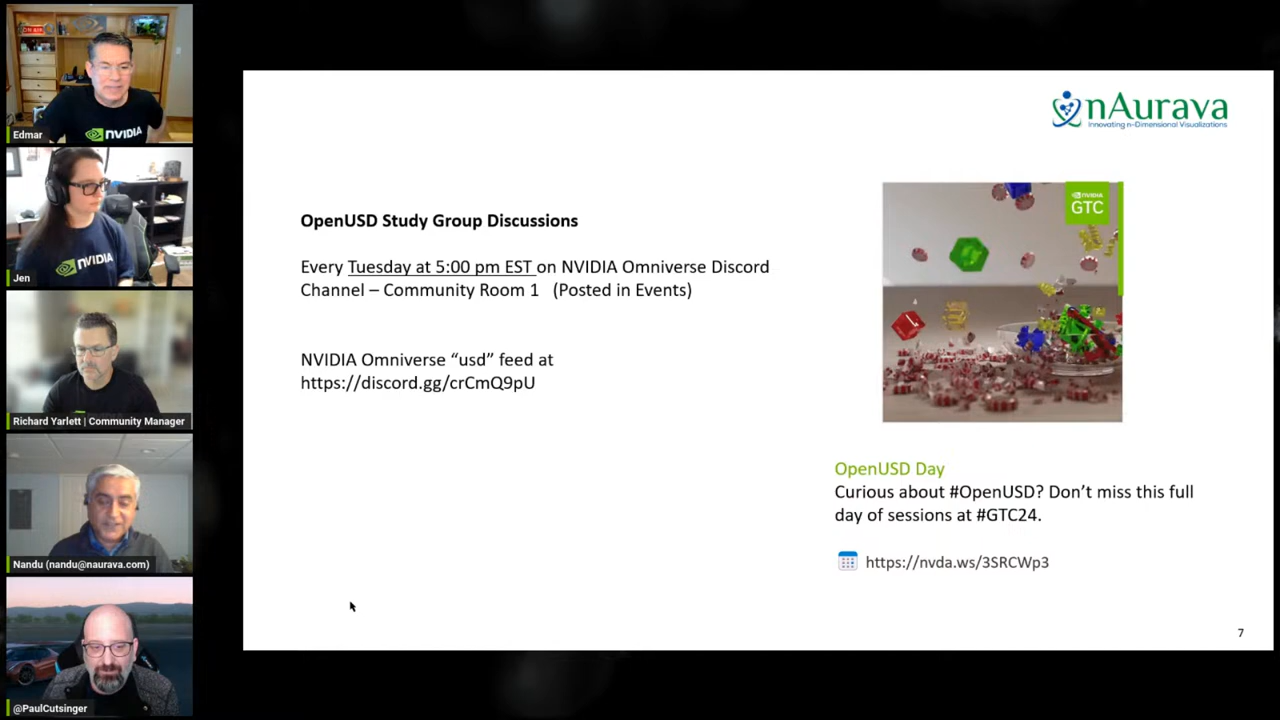 NVIDIA
Edmar
NVIDIA
Jen
Richard Yarlett | Community Manager
Nandu (nandu@naurava.com)
@PaulCutsinger
nAurava
Innovating n-Dimensional Visualizations
OpenUSD Study Group Discussions
Every Tuesday at 5:00 pm EST on NVIDIA Omniverse Discord
Channel – Community Room 1 (Posted in Events)
NVIDIA Omniverse “usd” feed at
https://discord.gg/crCmQ9pU
NVIDIA
GTC
OpenUSD Day
Curious about #OpenUSD? Don’t miss this full
day of sessions at #GTC24.
https://nvda.ws/3SRCWp3
7